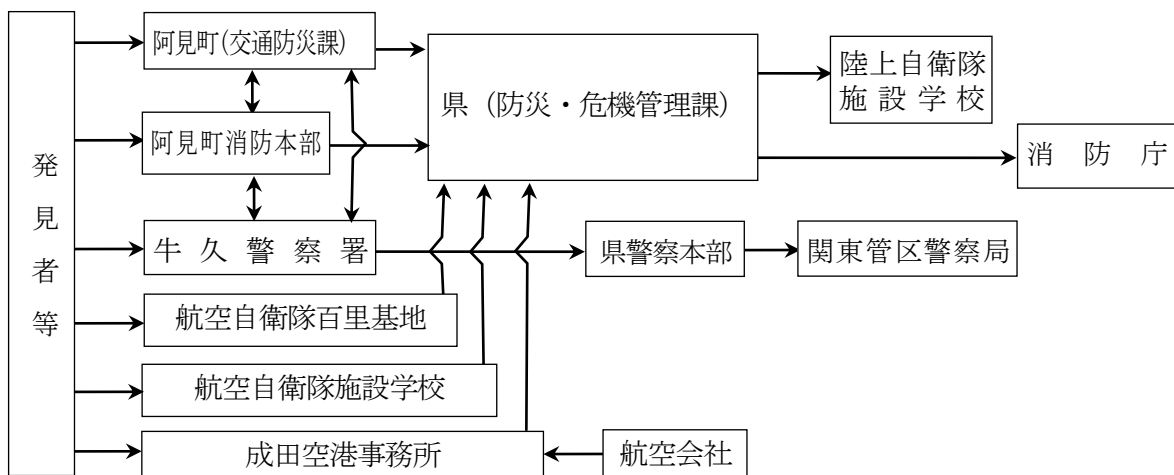 発見者等
阿見町(交通防災課)
阿見町消防本部
牛久警察署
航空自衛隊百里基地
航空自衛隊施設学校
成田空港事務所
県（防災・危機管理課）
県警察本部
航空会社
陸上自衛隊
施設学校
消防庁
関東管区警察局